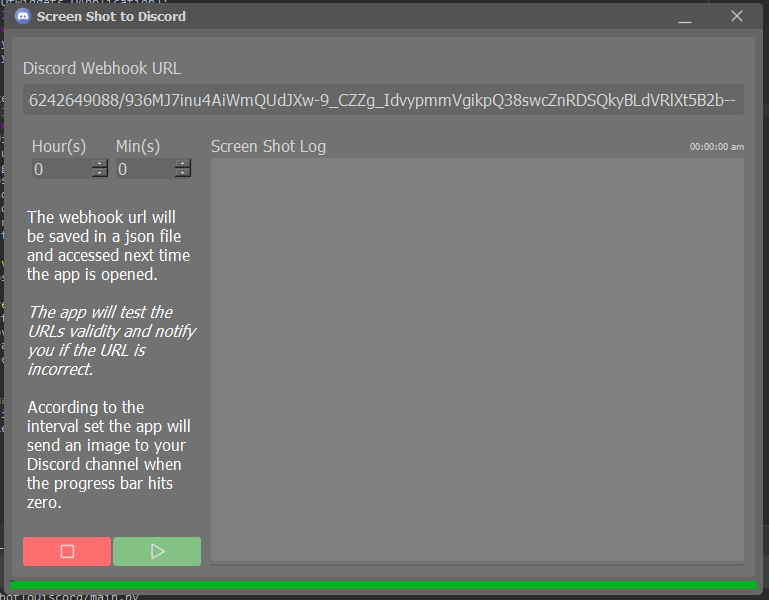 Screen Shot to Discord
Discord Webhook URL
6242649088/936MJ7inu4AiWmQUdJXw-9_CZZg_IdvypmmVgikpQ38swcZnRDSQkyBLdVRlXt5B2b--
Hour(s) Min(s) Screen Shot Log 00:00:00 am
0 0
The webhook url will
be saved in a json file
and accessed next time
the app is opened.
The app will test the
URLs validity and notify
you if the URL is
incorrect.
According to the
interval set the app will
send an image to your
Discord channel when
the progress bar hits
zero.